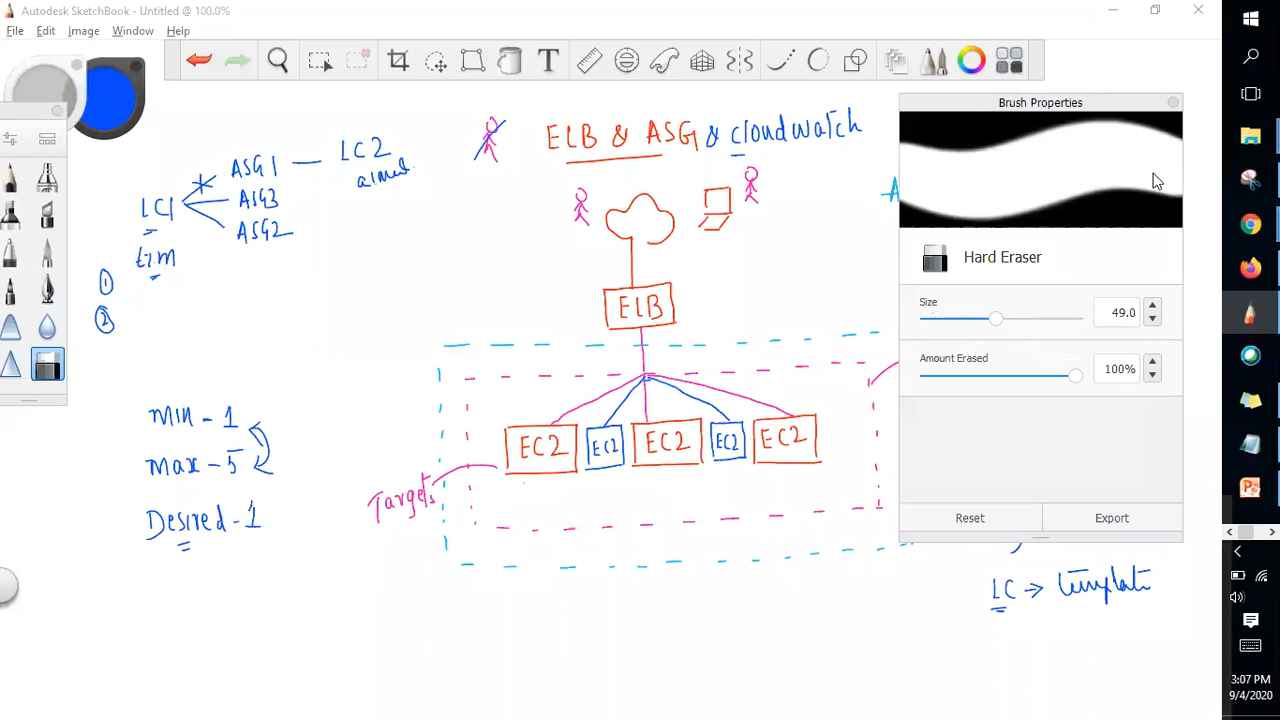 Autodesk SketchBook - Untitled @ 100.0%
File Edit Image Window Help
Brush Properties
Hard Eraser
Size
49.0
Amount Erased
100%
Reset Export
ELB & ASG & cloudwatch
ASG1 — LC2
LC1
ASG3
ASG2
1
2
ELB
min - 1
max - 5
Desired - 1
EC2 EC2 EC2 EC2 EC2
Targets
A
LC → template
3:07 PM
9/4/2020